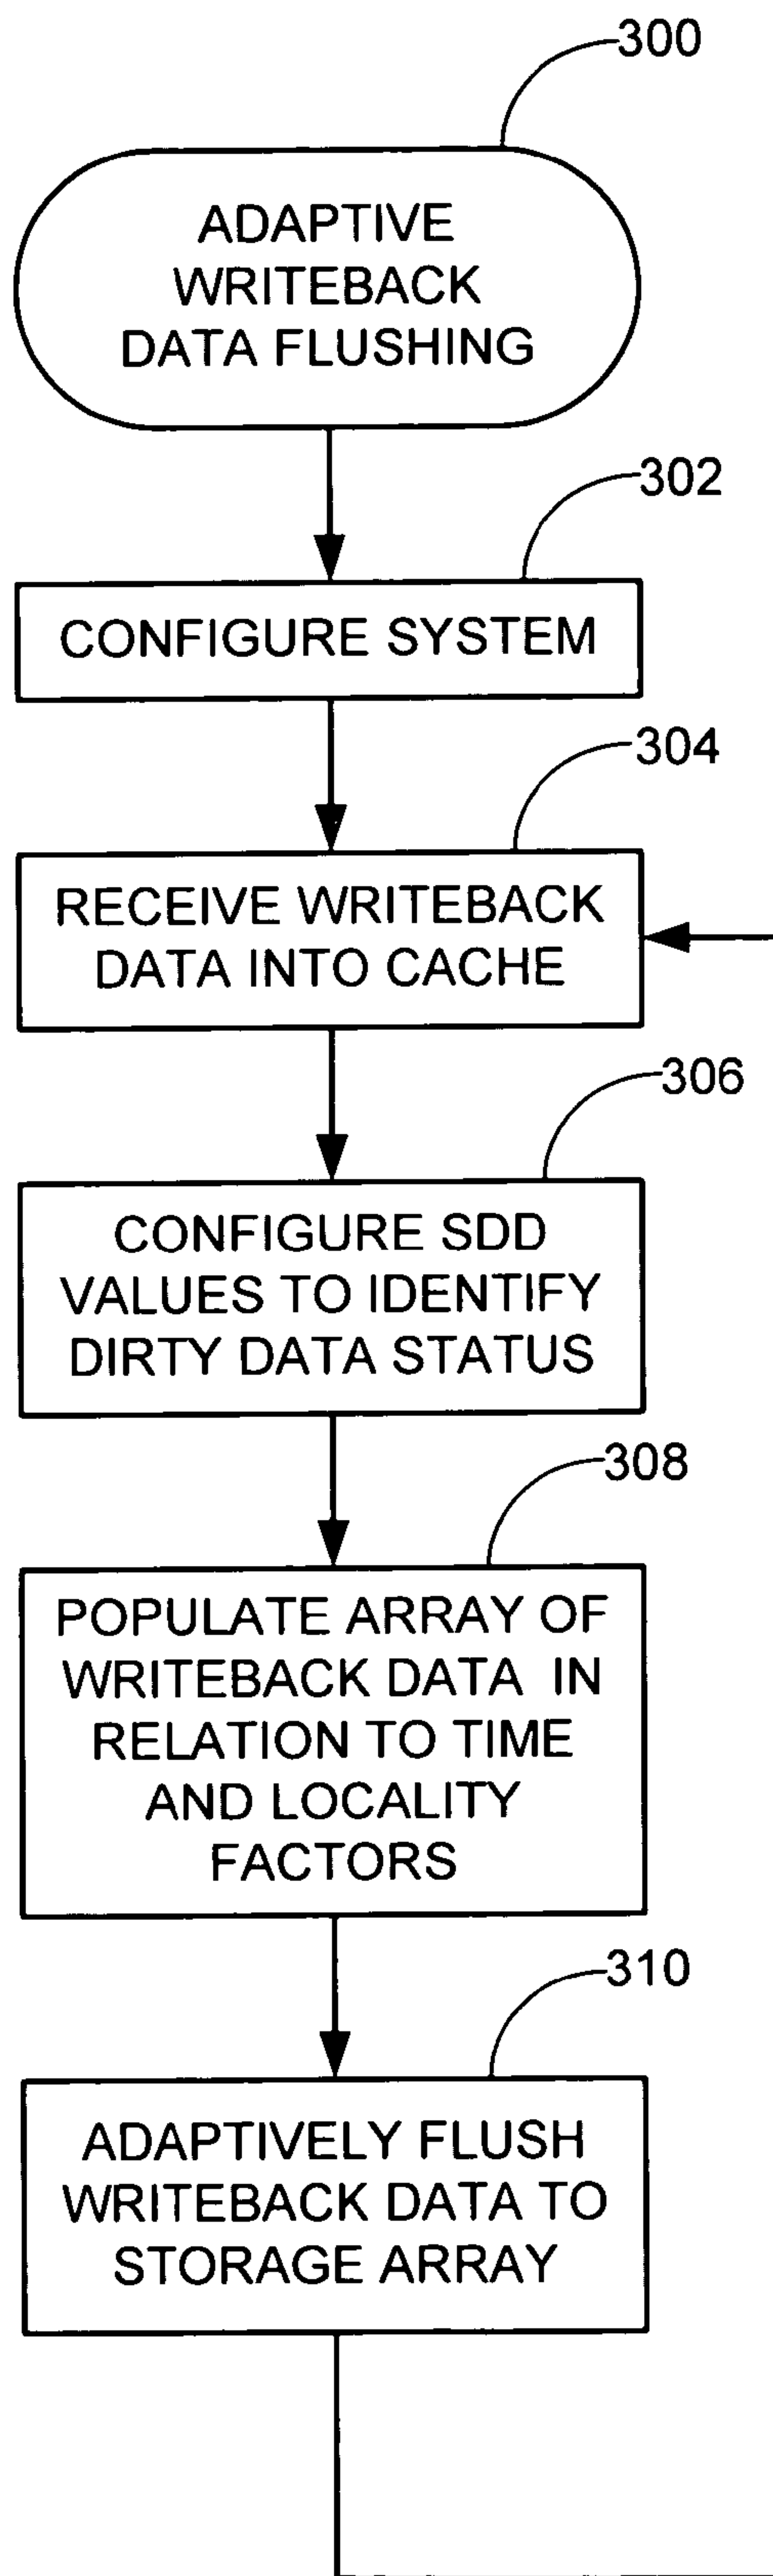 300
ADAPTIVE
WRITEBACK
DATA FLUSHING
302
CONFIGURE SYSTEM
304
RECEIVE WRITEBACK
DATA INTO CACHE
306
CONFIGURE SDD
VALUES TO IDENTIFY
DIRTY DATA STATUS
308
POPULATE ARRAY OF
WRITEBACK DATA IN
RELATION TO TIME
AND LOCALITY
FACTORS
310
ADAPTIVELY FLUSH
WRITEBACK DATA TO
STORAGE ARRAY